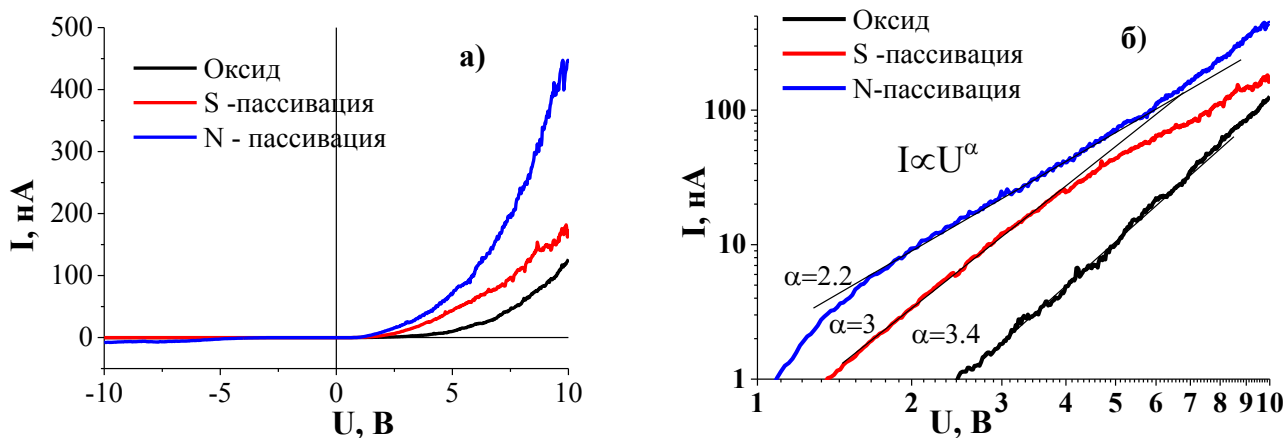 а)
Оксид
S -пассивация
N - пассивация
I, нА
500
400
300
200
100
0
-10
-5
0
5
10
U, В
б)
Оксид
S -пассивация
N-пассивация
I∝U^α
α=2.2
α=3
α=3.4
I, нА
100
10
1
1
2
3
4
5
6
7
8
9
10
U, В